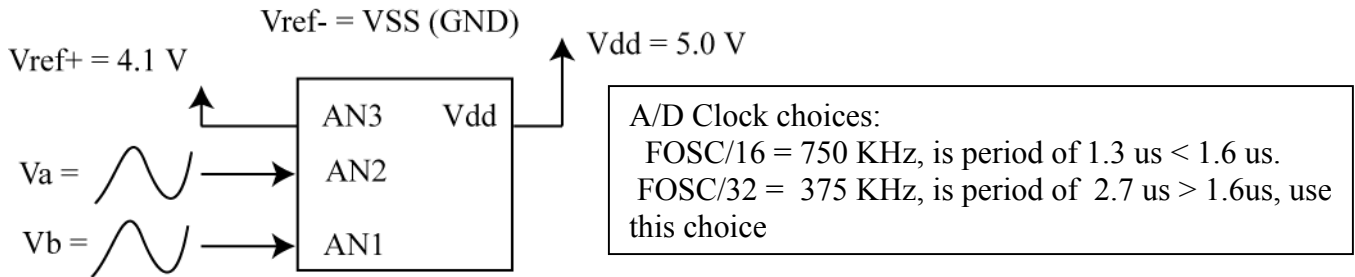 Vref- = VSS (GND)
Vref+ = 4.1 V
Vdd = 5.0 V
AN3 Vdd
Va = AN2
Vb = AN1
A/D Clock choices:
FOSC/16 = 750 KHz, is period of 1.3 us < 1.6 us.
FOSC/32 = 375 KHz, is period of 2.7 us > 1.6us, use
this choice